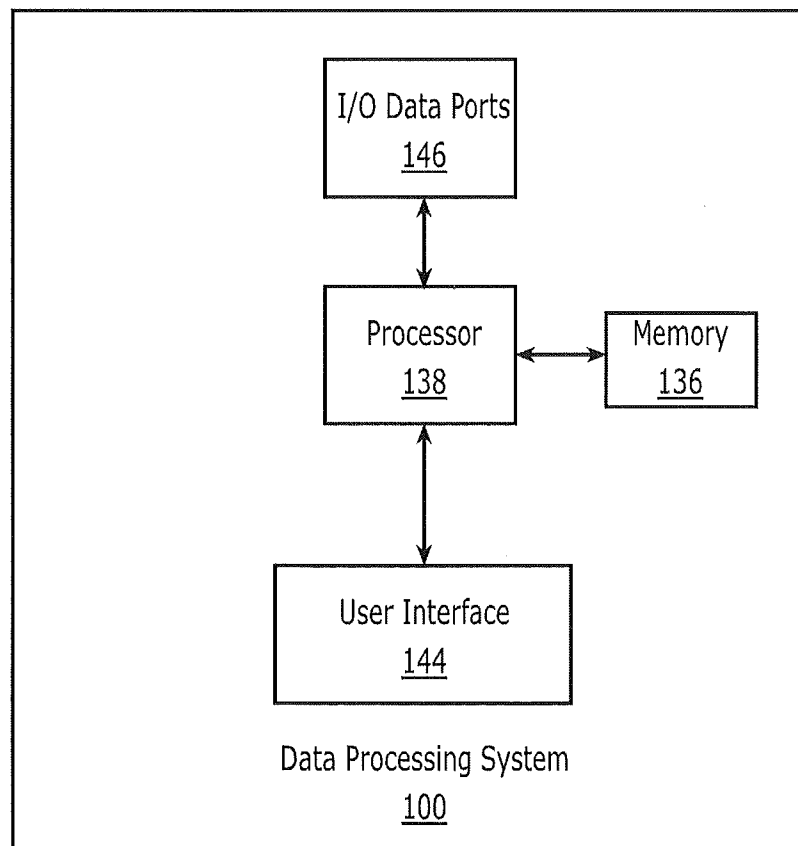 I/O Data Ports
146
Processor
138
Memory
136
User Interface
144
Data Processing System
100